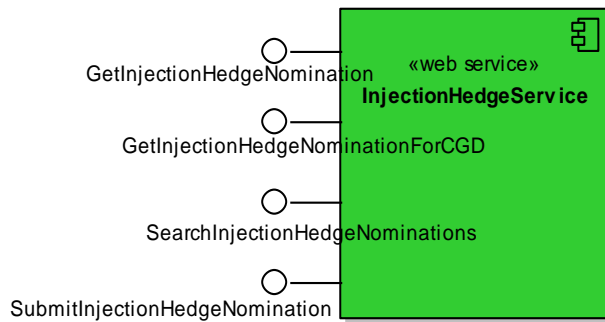 «web service»
InjectionHedgeService
GetInjectionHedgeNomination
GetInjectionHedgeNominationForCGD
SearchInjectionHedgeNominations
SubmitInjectionHedgeNomination